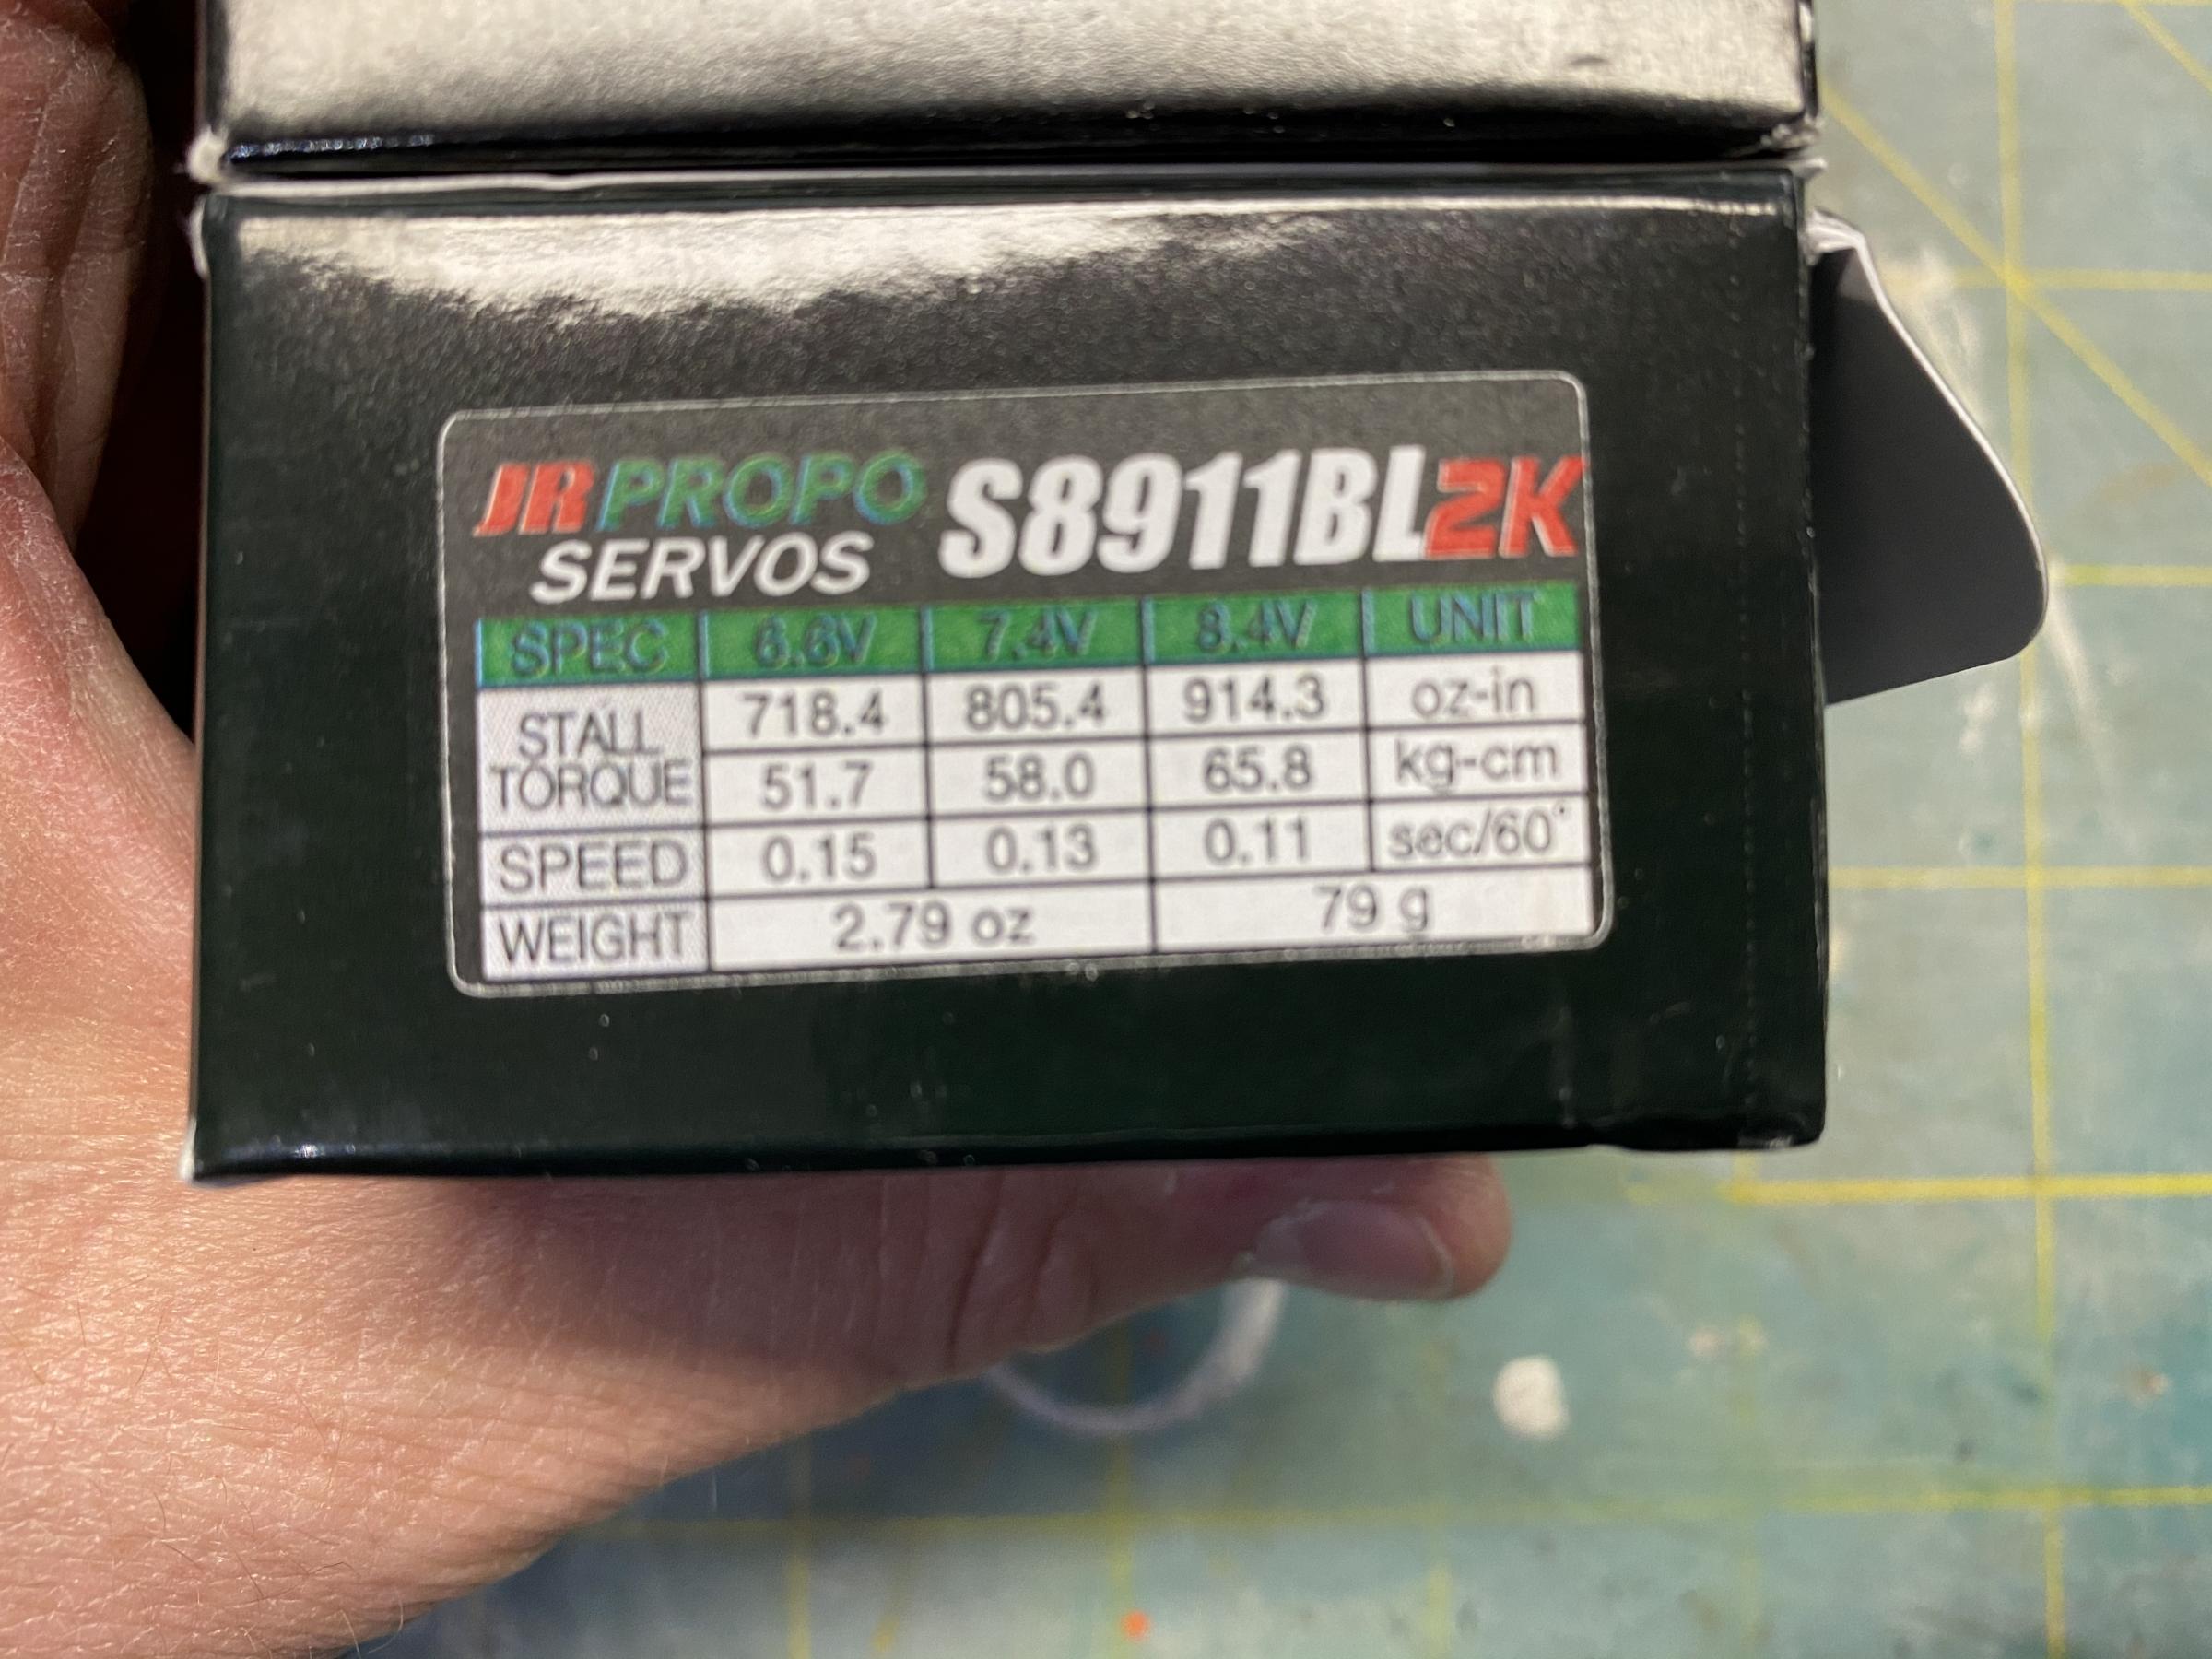 JR PROPO S8911BL2K
SERVOS
SPEC 6.6V 7.4V 8.4V UNIT
STALL TORQUE 718.4 805.4 914.3 oz-in
51.7 58.0 65.8 kg-cm
SPEED 0.15 0.13 0.11 sec/60°
WEIGHT 2.79 oz 79 g